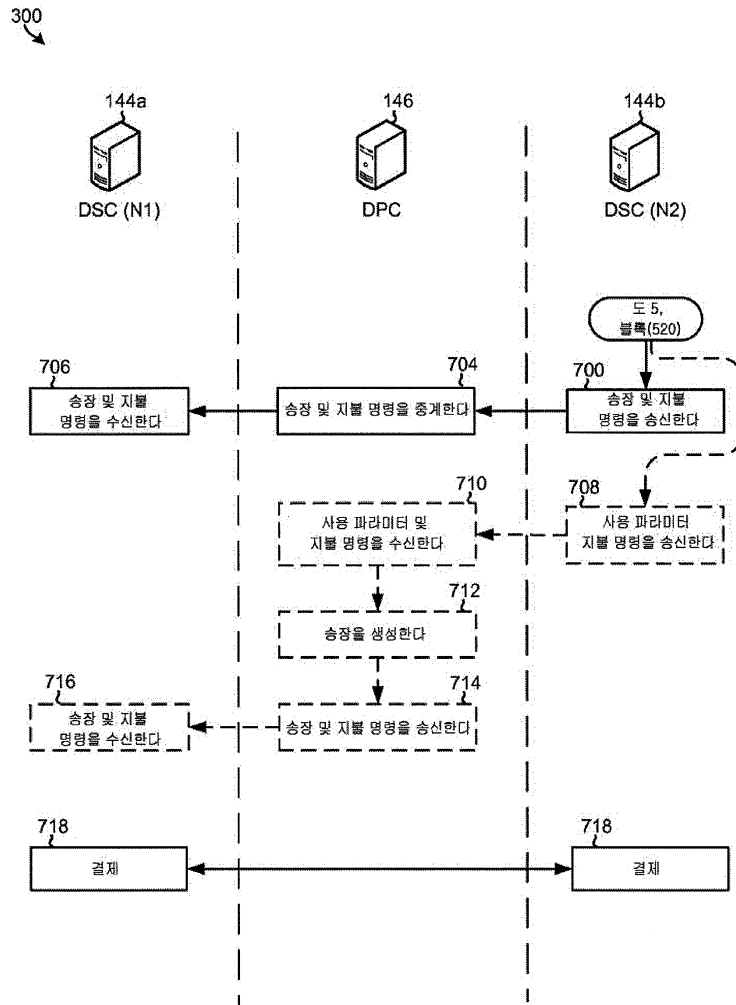 300
144a
146
144b
DSC (N1)
DPC
DSC (N2)
도 5,
블록(520)
706
704
700
송장 및 지불
명령을 수신한다
송장 및 지불 명령을 중계한다
송장 및 지불
명령을 송신한다
710
708
사용 파라미터 및
지불 명령을 수신한다
사용 파라미터
지불 명령을 송신한다
712
송장을 생성한다
716
714
송장 및 지불
명령을 수신한다
송장 및 지불 명령을 송신한다
718
718
결제
결제